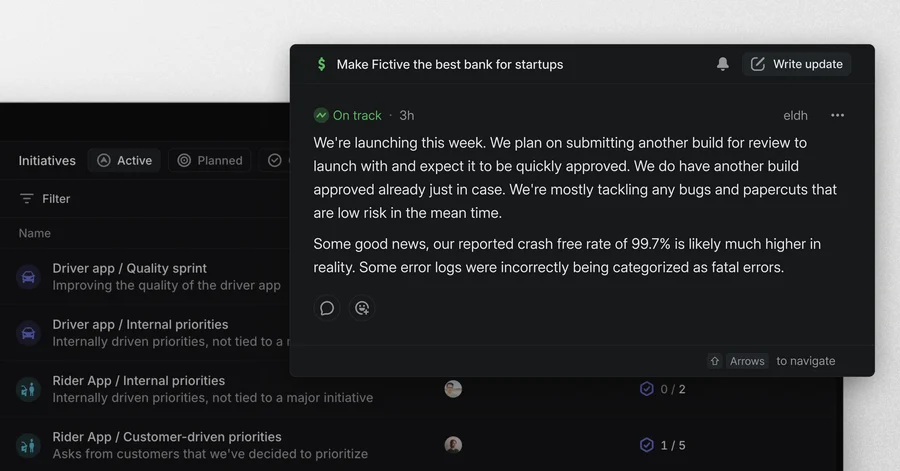 Make Fictive the best bank for startups
Write update
On track · 3h
eldh
We're launching this week. We plan on submitting another build for review to
launch with and expect it to be quickly approved. We do have another build
approved already just in case. We're mostly tackling any bugs and papercuts that
are low risk in the mean time.
Some good news, our reported crash free rate of 99.7% is likely much higher in
reality. Some error logs were incorrectly being categorized as fatal errors.
Arrows to navigate
Initiatives
Active
Planned
Filter
Name
Driver app / Quality sprint
Improving the quality of the driver app
Driver app / Internal priorities
Internally driven priorities, not tied to a
Rider App / Internal priorities
Internally driven priorities, not tied to a major initiative
0 / 2
Rider App / Customer-driven priorities
Asks from customers that we've decided to prioritize
1 / 5